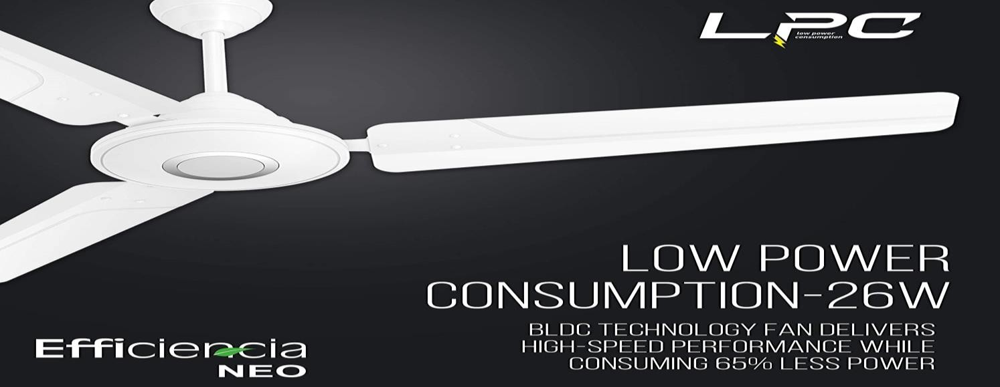 LPC
low power
consumption
LOW POWER
CONSUMPTION-26W
BLDC TECHNOLOGY FAN DELIVERS
HIGH-SPEED PERFORMANCE WHILE
CONSUMING 65% LESS POWER
Efficiencia
NEO